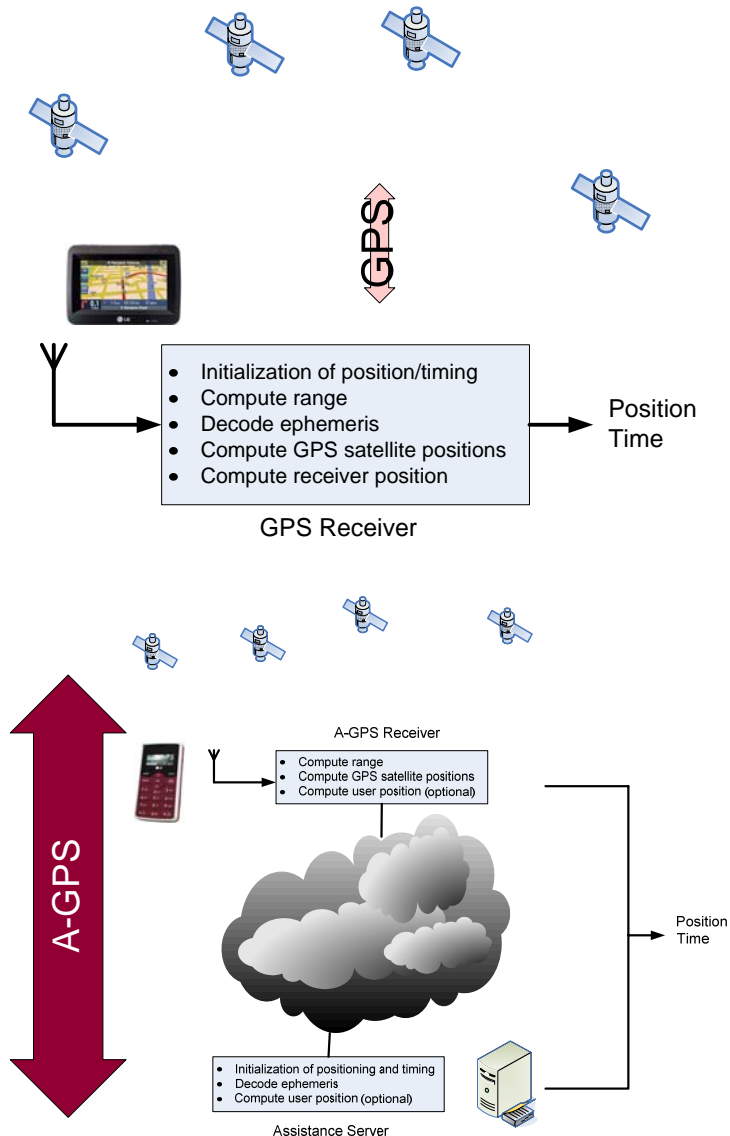 GPS
• Initialization of position/timing
• Compute range
• Decode ephemeris
• Compute GPS satellite positions
• Compute receiver position
Position
Time
GPS Receiver
A-GPS
A-GPS Receiver
• Compute range
• Compute GPS satellite positions
• Compute user position (optional)
Position
Time
• Initialization of positioning and timing
• Decode ephemeris
• Compute user position (optional)
Assistance Server